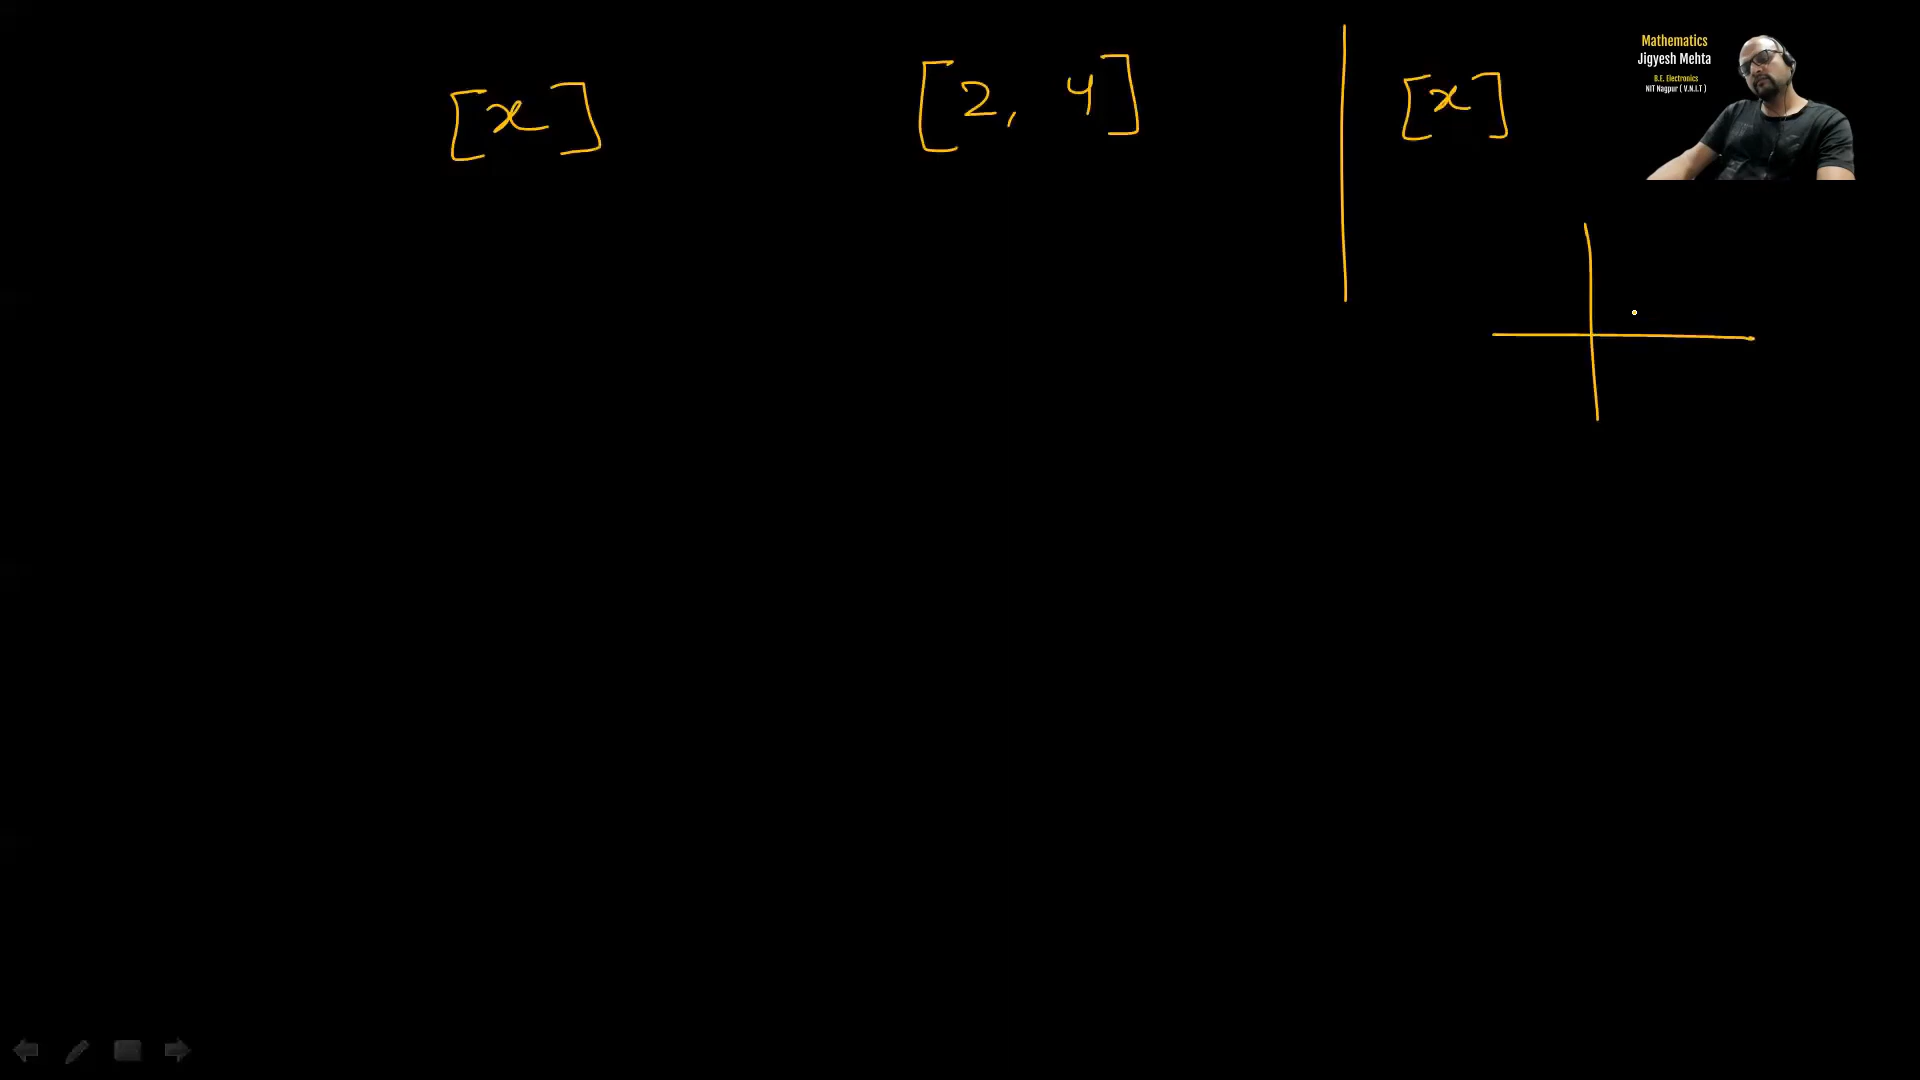 [x] [2, 4] [x]
Mathematics
Jigyesh Mehta
B.E. Electronics
NIT Nagpur ( V.N.I.T )